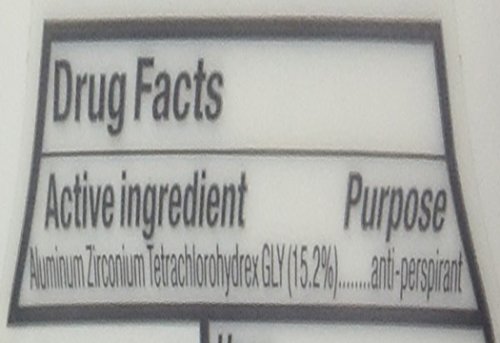 Drug Facts
Active ingredient Purpose
Aluminum Zirconium Tetrachlorohydrex GLY (15.2%)........anti-perspirant